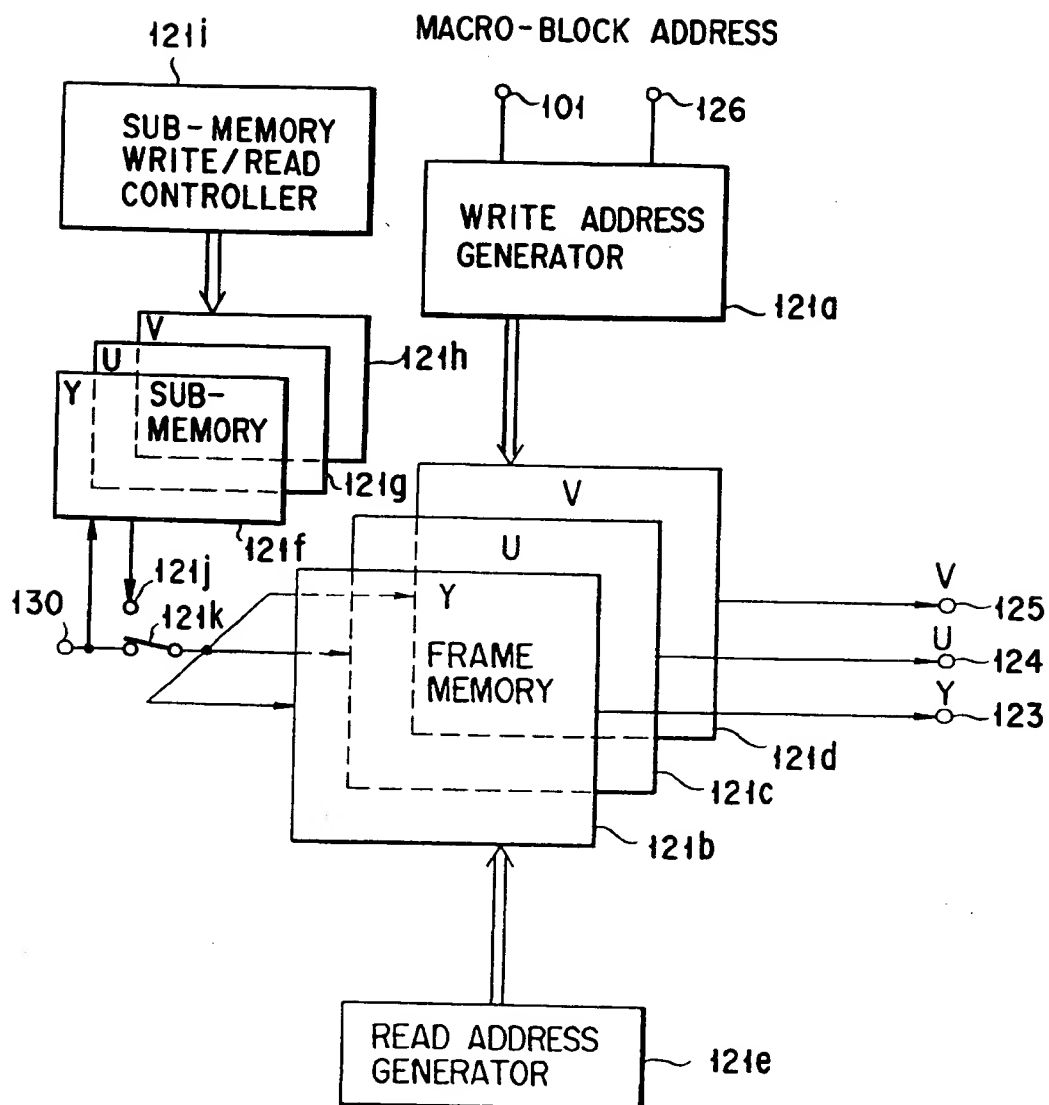 121i
MACRO-BLOCK ADDRESS
101
126
SUB-MEMORY
WRITE/READ
CONTROLLER
WRITE ADDRESS
GENERATOR
121a
V
121h
U
Y
SUB-
MEMORY
121g
121f
V
U
121j
130
121k
Y
FRAME
MEMORY
V
125
U
124
Y
123
121d
121c
121b
READ ADDRESS
GENERATOR
121e